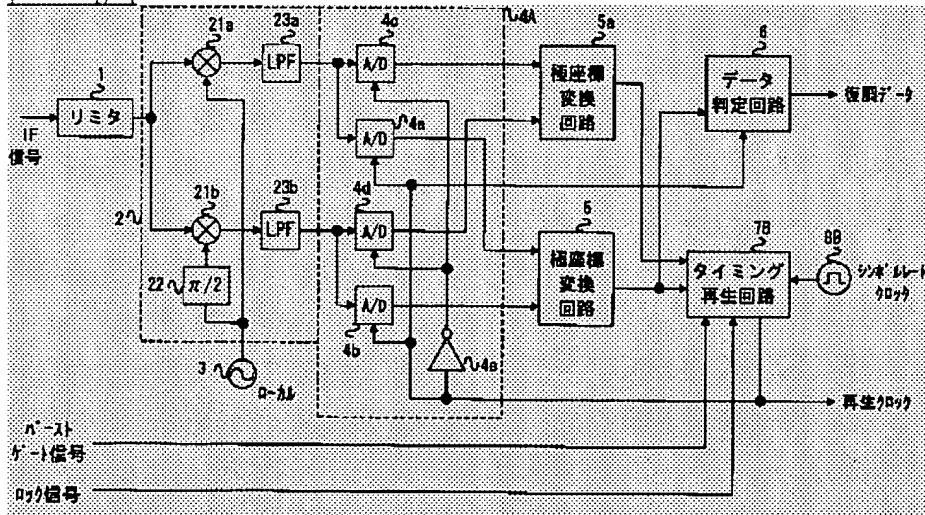 4A
21a
23a
4c
5a
6
1
LPF
A/D
極座標
変換
回路
データ
判定回路
復調データ
リミタ
IF
信号
4a
A/D
21b
23b
4d
5
7B
8B
2
LPF
A/D
極座標
変換
回路
タイミング
再生回路
シンボルレート
クロック
22
π/2
A/D
4b
4e
3
ローカル
再生クロック
バースト
ゲート信号
ロック信号